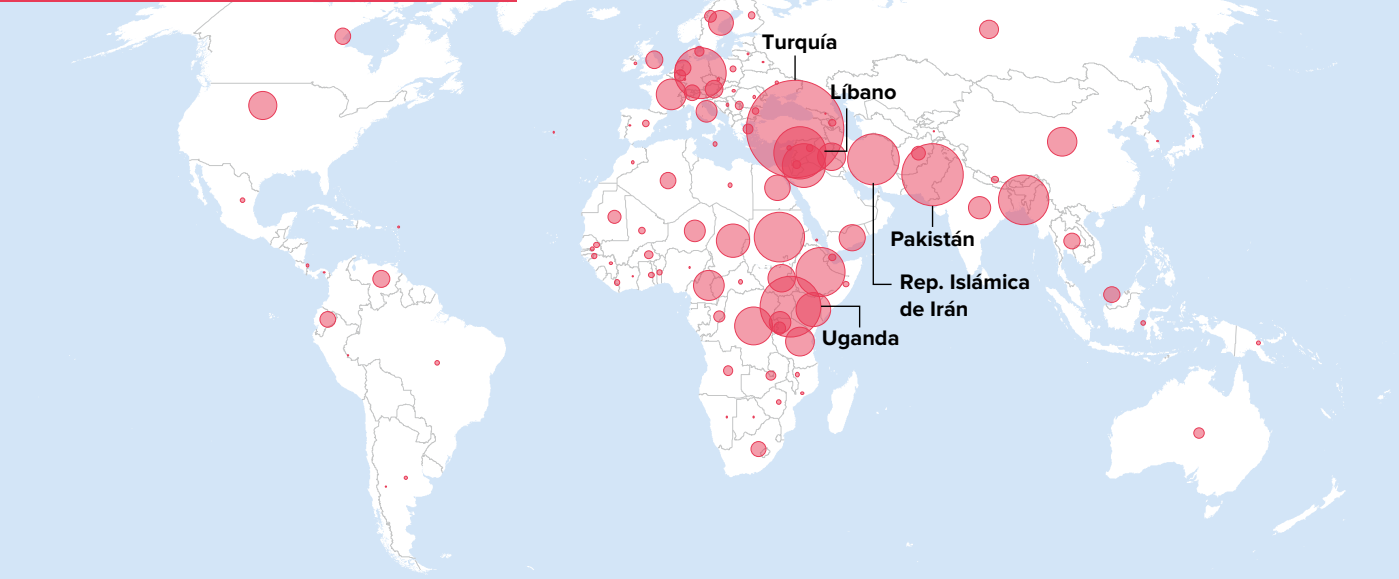 Turquía
Líbano
Pakistán
Rep. Islámica
de Irán
Uganda